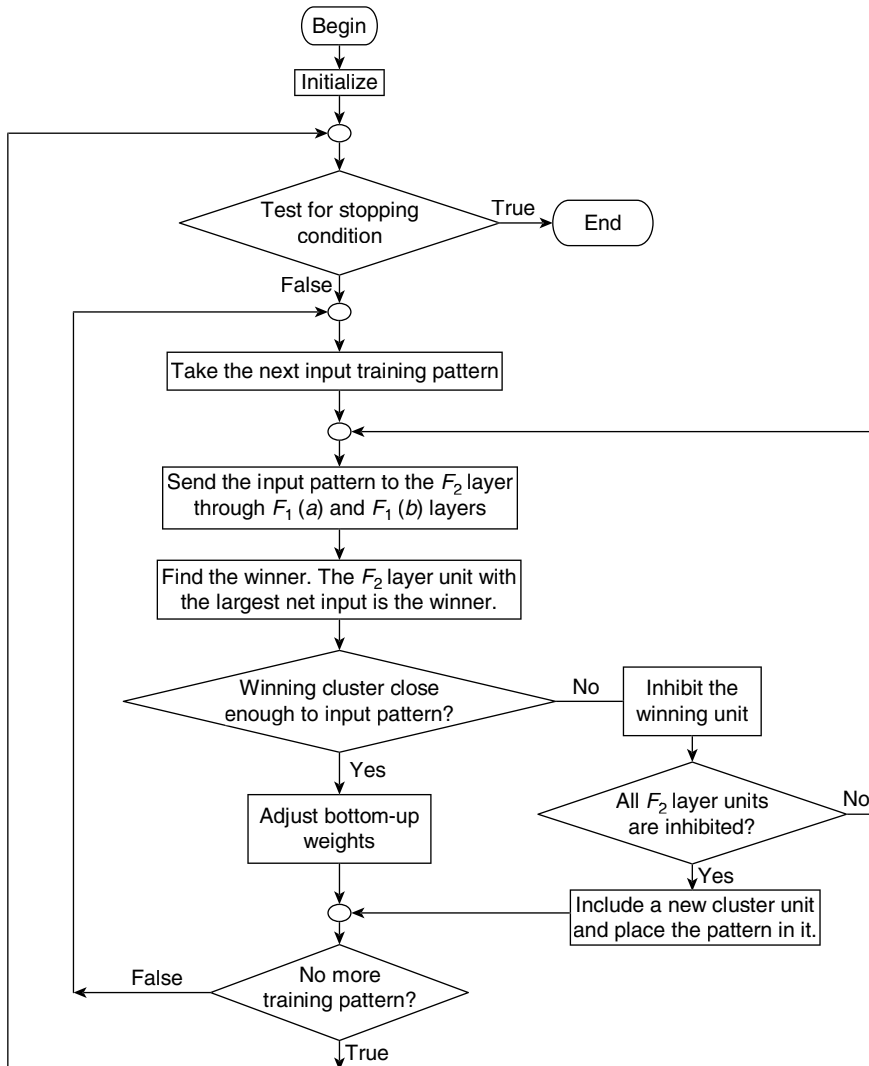 Begin
Initialize
Test for stopping
condition
True
End
False
Take the next input training pattern
Send the input pattern to the F₂ layer
through F₁ (a) and F₁ (b) layers
Find the winner. The F₂ layer unit with
the largest net input is the winner.
Winning cluster close
enough to input pattern?
No
Inhibit the
winning unit
Yes
Adjust bottom-up
weights
All F₂ layer units
are inhibited?
No
Yes
Include a new cluster unit
and place the pattern in it.
No more
training pattern?
False
True